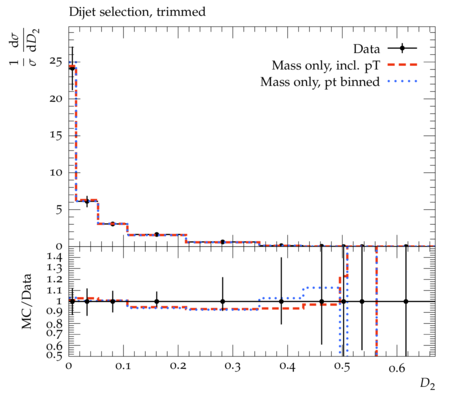 Dijet selection, trimmed
1/σ dσ/dD₂
Data
Mass only, incl. pT
Mass only, pt binned
25
20
15
10
5
0
MC/Data
1.4
1.3
1.2
1.1
1
0.9
0.8
0.7
0.6
0.5
0 0.1 0.2 0.3 0.4 0.5 0.6
D₂